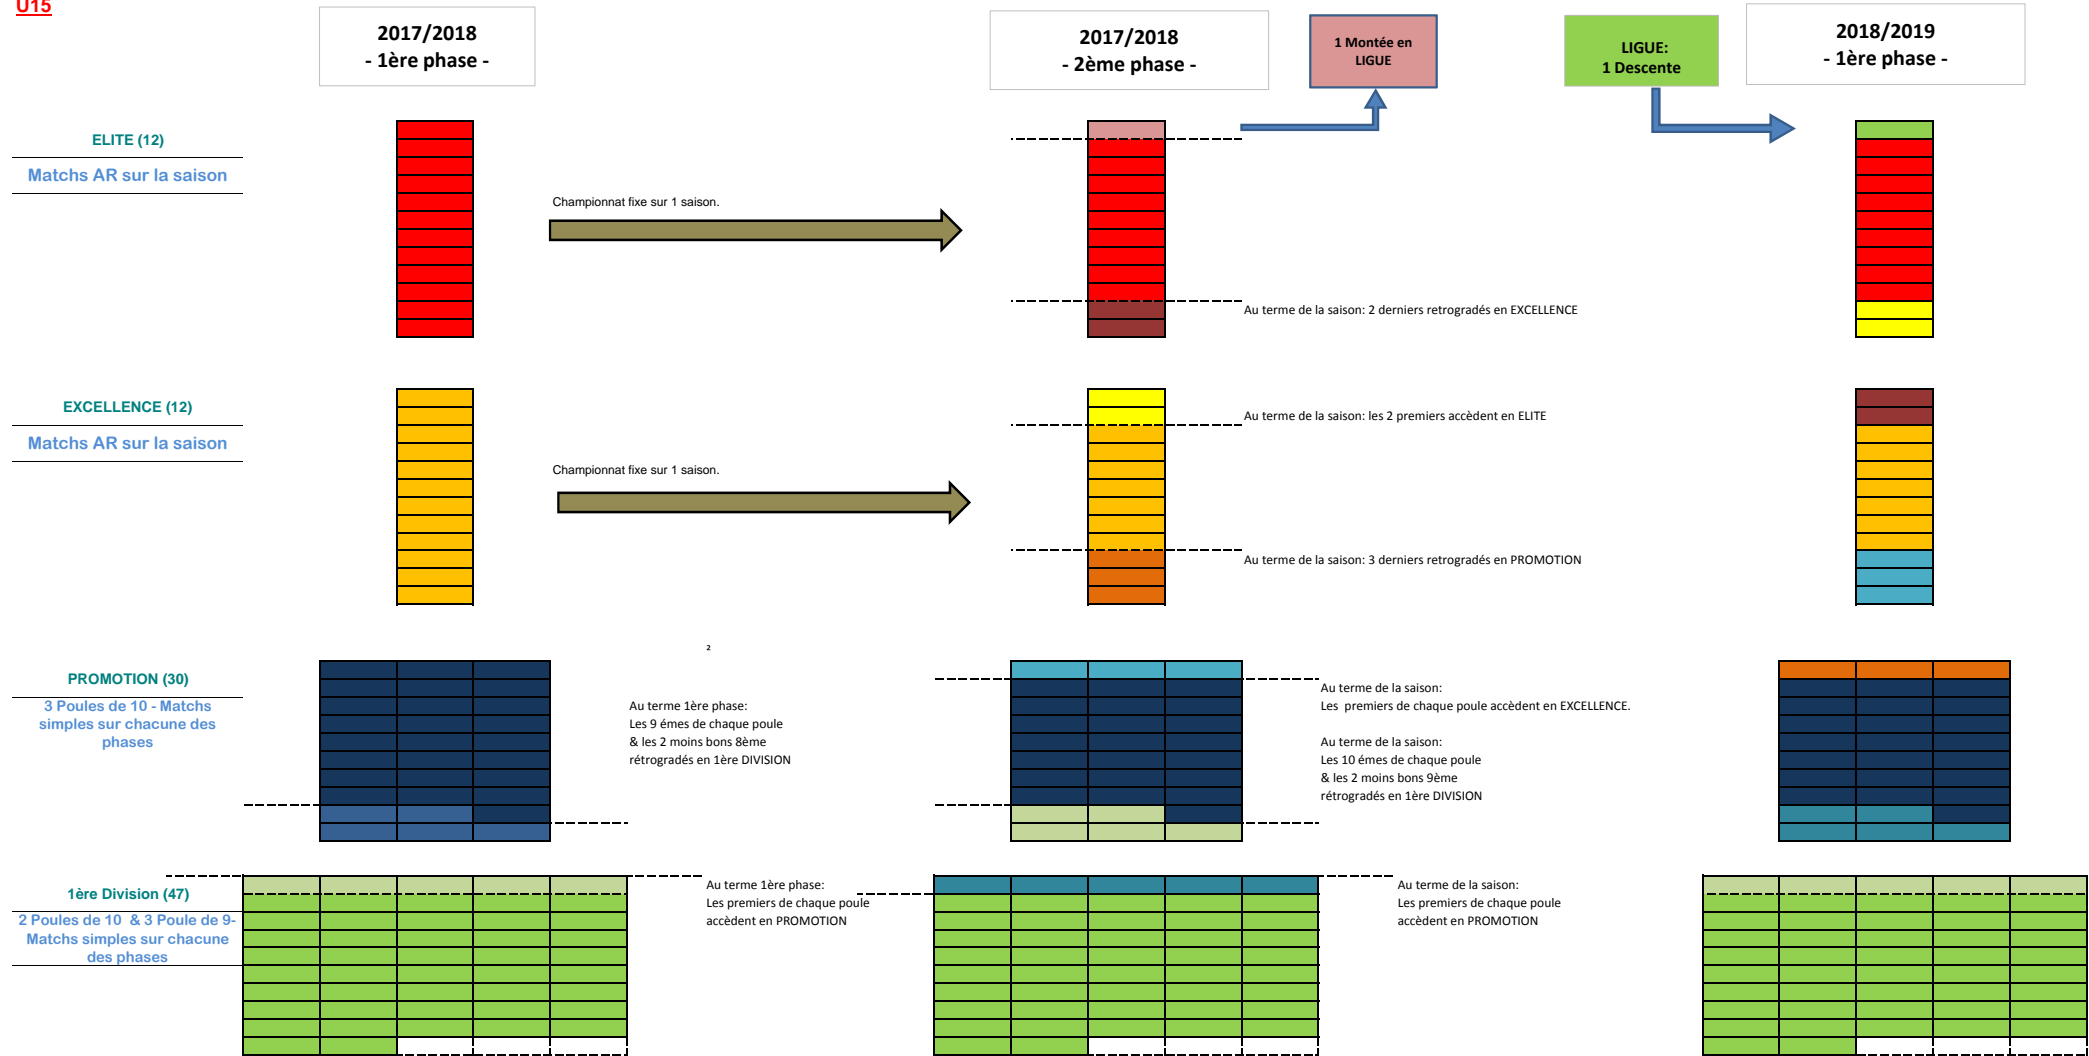 U15
2017/2018
- 1ère phase -
2017/2018
- 2ème phase -
1 Montée en
LIGUE
LIGUE:
1 Descente
2018/2019
- 1ère phase -
ELITE (12)
Matchs AR sur la saison
Championnat fixe sur 1 saison.
Au terme de la saison: 2 derniers retrogradés en EXCELLENCE
EXCELLENCE (12)
Matchs AR sur la saison
Au terme de la saison: les 2 premiers accèdent en ELITE
Championnat fixe sur 1 saison.
Au terme de la saison: 3 derniers retrogradés en PROMOTION
2
PROMOTION (30)
3 Poules de 10 - Matchs
simples sur chacune des
phases
Au terme 1ère phase:
Les 9 émes de chaque poule
& les 2 moins bons 8ème
rétrogradés en 1ère DIVISION
Au terme de la saison:
Les  premiers de chaque poule accèdent en EXCELLENCE.
Au terme de la saison:
Les 10 émes de chaque poule
& les 2 moins bons 9ème
rétrogradés en 1ère DIVISION
1ère Division (47)
2 Poules de 10  & 3 Poule de 9-
Matchs simples sur chacune
des phases
Au terme 1ère phase:
Les premiers de chaque poule
accèdent en PROMOTION
Au terme de la saison:
Les premiers de chaque poule
accèdent en PROMOTION